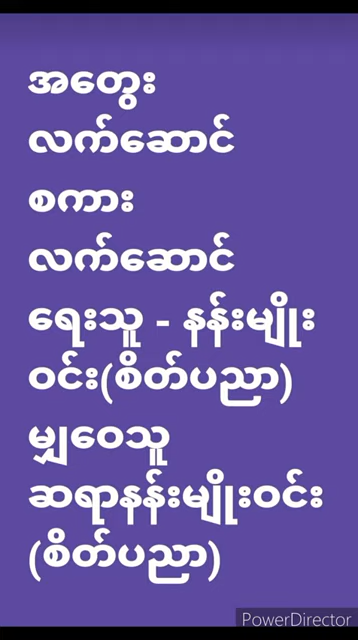 အတွေး
လက်ဆောင်
စကား
လက်ဆောင်
ရေးသူ - နန်းမျိုး
ဝင်း(စိတ်ပညာ)
မျှဝေသူ
ဆရာနန်းမျိုးဝင်း
(စိတ်ပညာ)
PowerDirector